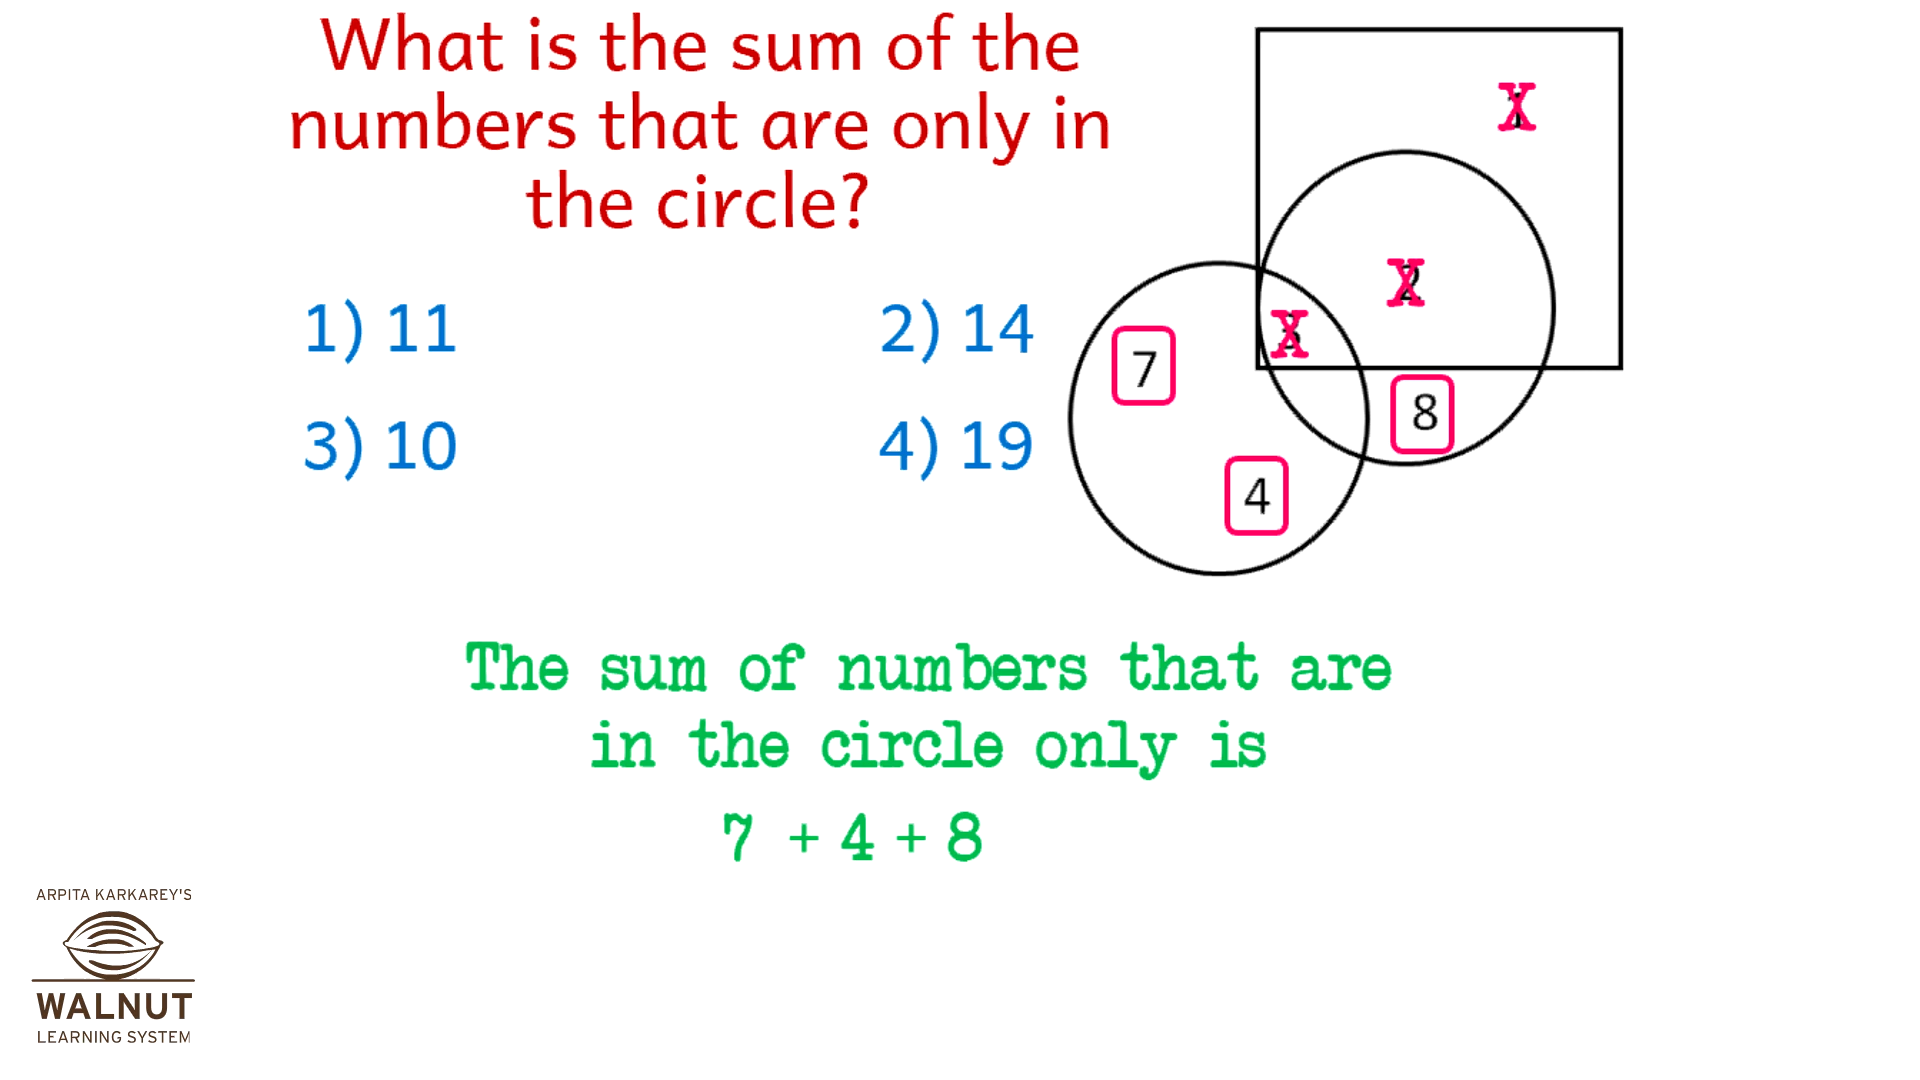 What is the sum of the
numbers that are only in
the circle?
1) 11
2) 14
3) 10
4) 19
X
X
X
7
8
4
The sum of numbers that are
in the circle only is
7 + 4 + 8
ARPITA KARKAREY'S
WALNUT
LEARNING SYSTEM